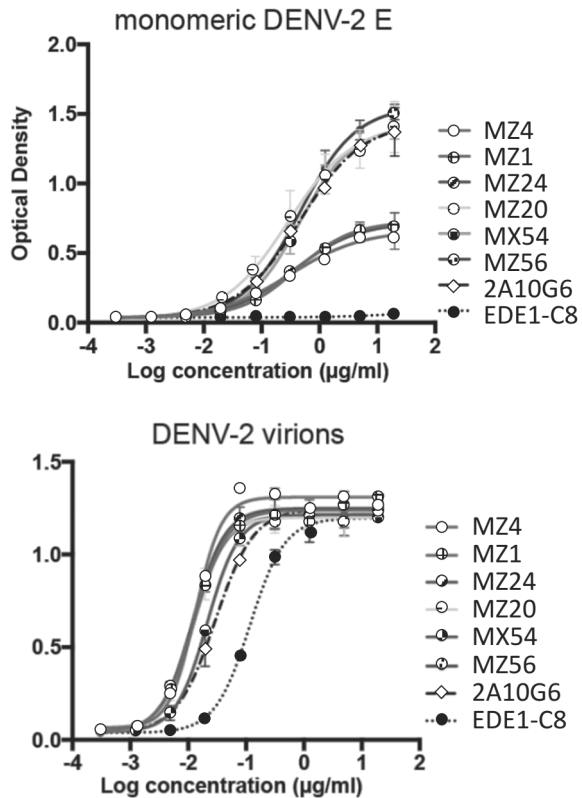 monomeric DENV-2 E
2.0
1.5
1.0
0.5
0.0
Optical Density
-4 -3 -2 -1 0 1 2
Log concentration (μg/ml)
MZ4
MZ1
MZ24
MZ20
MX54
MZ56
2A10G6
EDE1-C8
DENV-2 virions
1.5
1.0
0.5
0.0
-4 -3 -2 -1 0 1 2
Log concentration (μg/ml)
MZ4
MZ1
MZ24
MZ20
MX54
MZ56
2A10G6
EDE1-C8